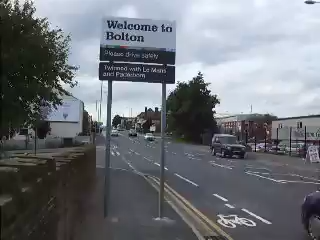 Welcome to
Bolton
Please drive safely
Twinned with Le Mans
and Paderborn